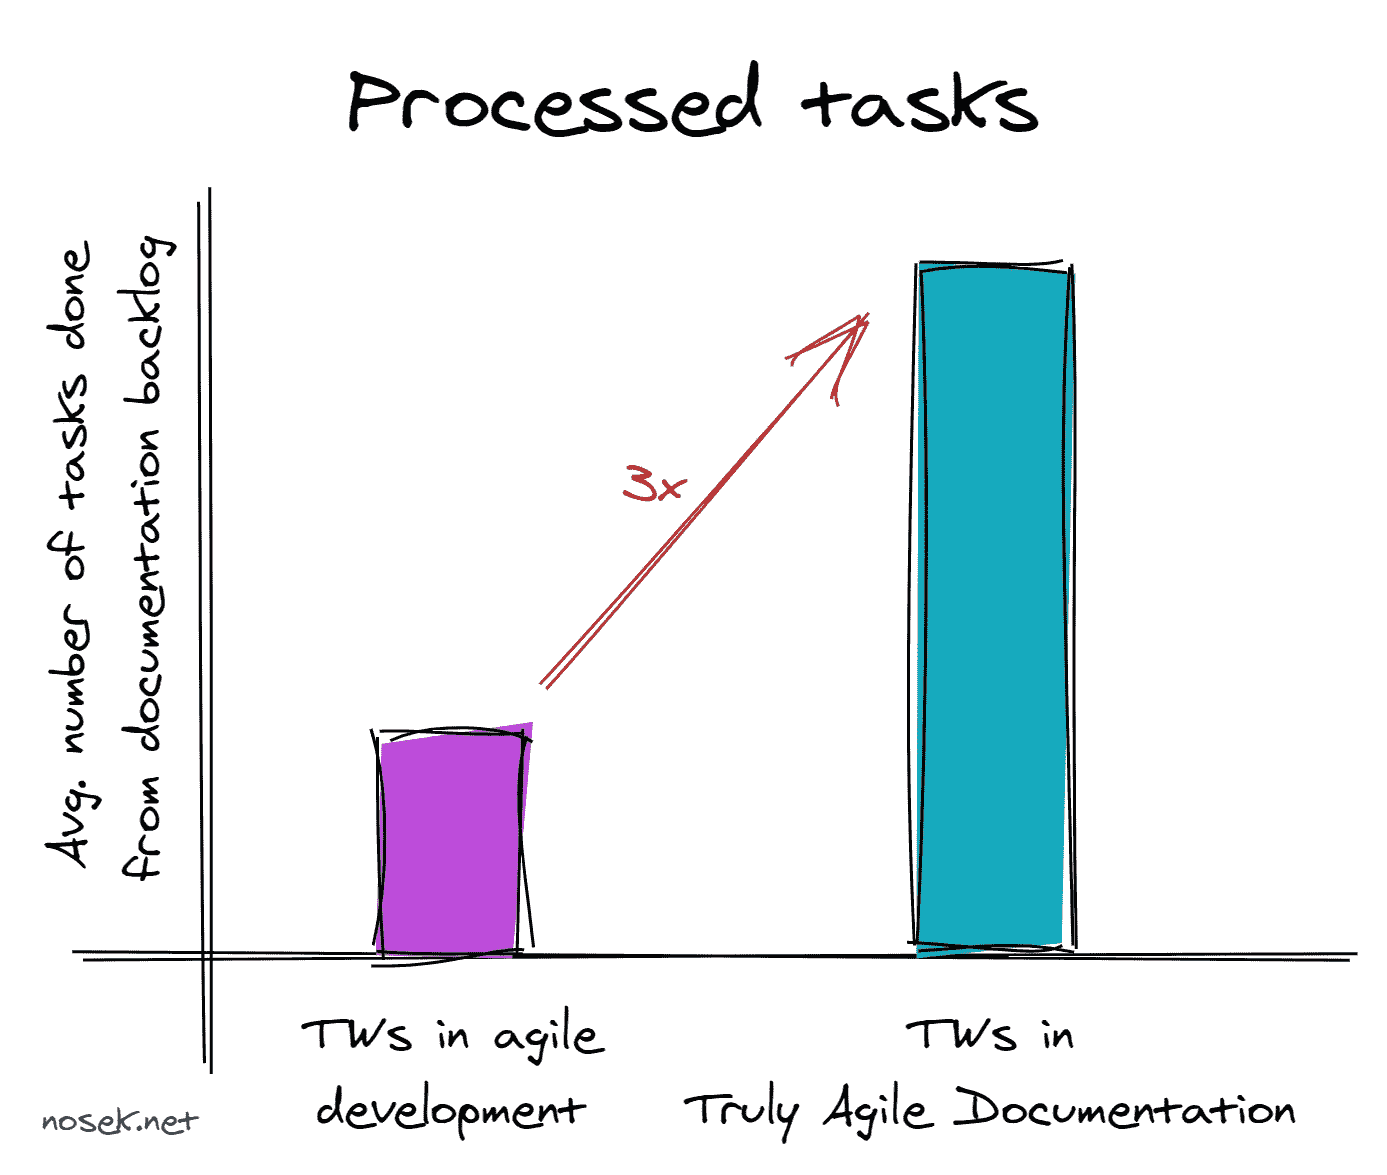 Processed tasks
Avg. number of tasks done
from documentation backlog
3x
TWs in agile
development
TWs in
Truly Agile Documentation
nosek.net